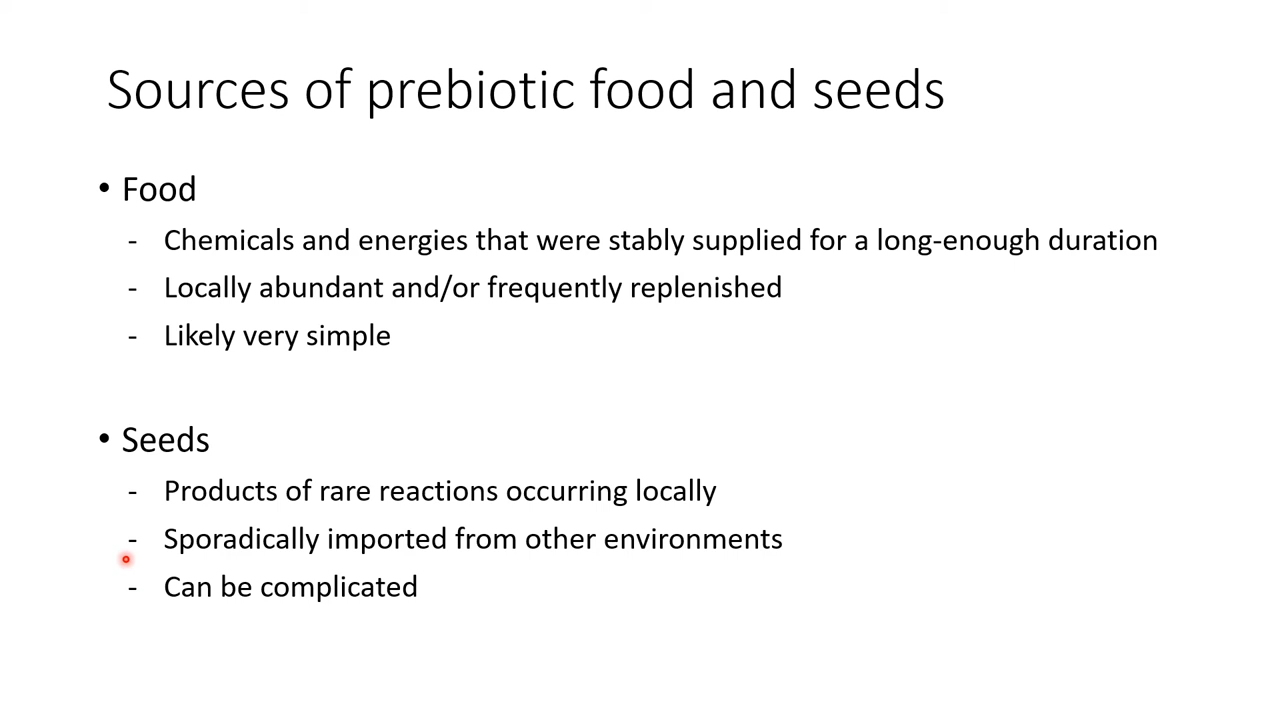 Sources of prebiotic food and seeds
• Food
- Chemicals and energies that were stably supplied for a long-enough duration
- Locally abundant and/or frequently replenished
- Likely very simple
• Seeds
- Products of rare reactions occurring locally
- Sporadically imported from other environments
- Can be complicated